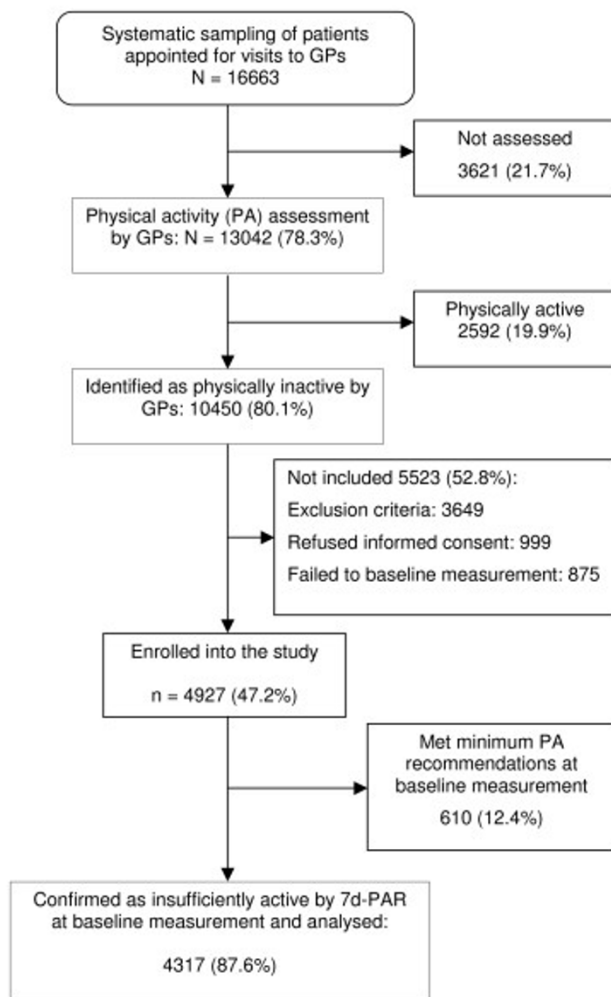 Systematic sampling of patients
appointed for visits to GPs
N = 16663
Not assessed
3621 (21.7%)
Physical activity (PA) assessment
by GPs: N = 13042 (78.3%)
Physically active
2592 (19.9%)
Identified as physically inactive by
GPs: 10450 (80.1%)
Not included 5523 (52.8%):
Exclusion criteria: 3649
Refused informed consent: 999
Failed to baseline measurement: 875
Enrolled into the study
n = 4927 (47.2%)
Met minimum PA
recommendations at
baseline measurement
610 (12.4%)
Confirmed as insufficiently active by 7d-PAR
at baseline measurement and analysed:
4317 (87.6%)